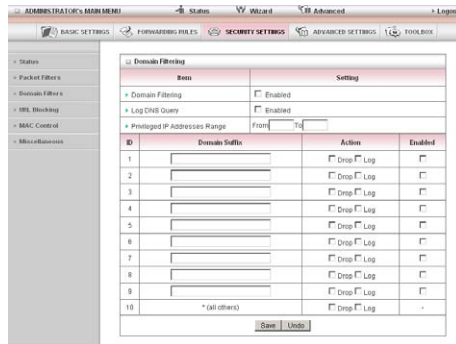 ADMINISTRATOR's MAIN MENU Status Wizard Advanced > Logout
BASIC SETTINGS FORWARDING RULES SECURITY SETTINGS ADVANCED SETTINGS TOOLBOX
Status
Packet Filters
Domain Filters
URL Blocking
MAC Control
Miscellaneous
Domain Filtering
Item Setting
Domain Filtering Enabled
Log DNS Query Enabled
Privileged IP Addresses Range From To
ID Domain Suffix Action Enabled
1 Drop Log
2 Drop Log
3 Drop Log
4 Drop Log
5 Drop Log
6 Drop Log
7 Drop Log
8 Drop Log
9 Drop Log
10 * (all others) Drop Log -
Save Undo